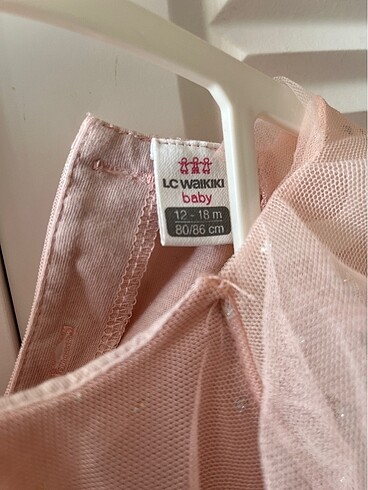 LC WAIKIKI
baby
12 - 18 m
80/86 cm